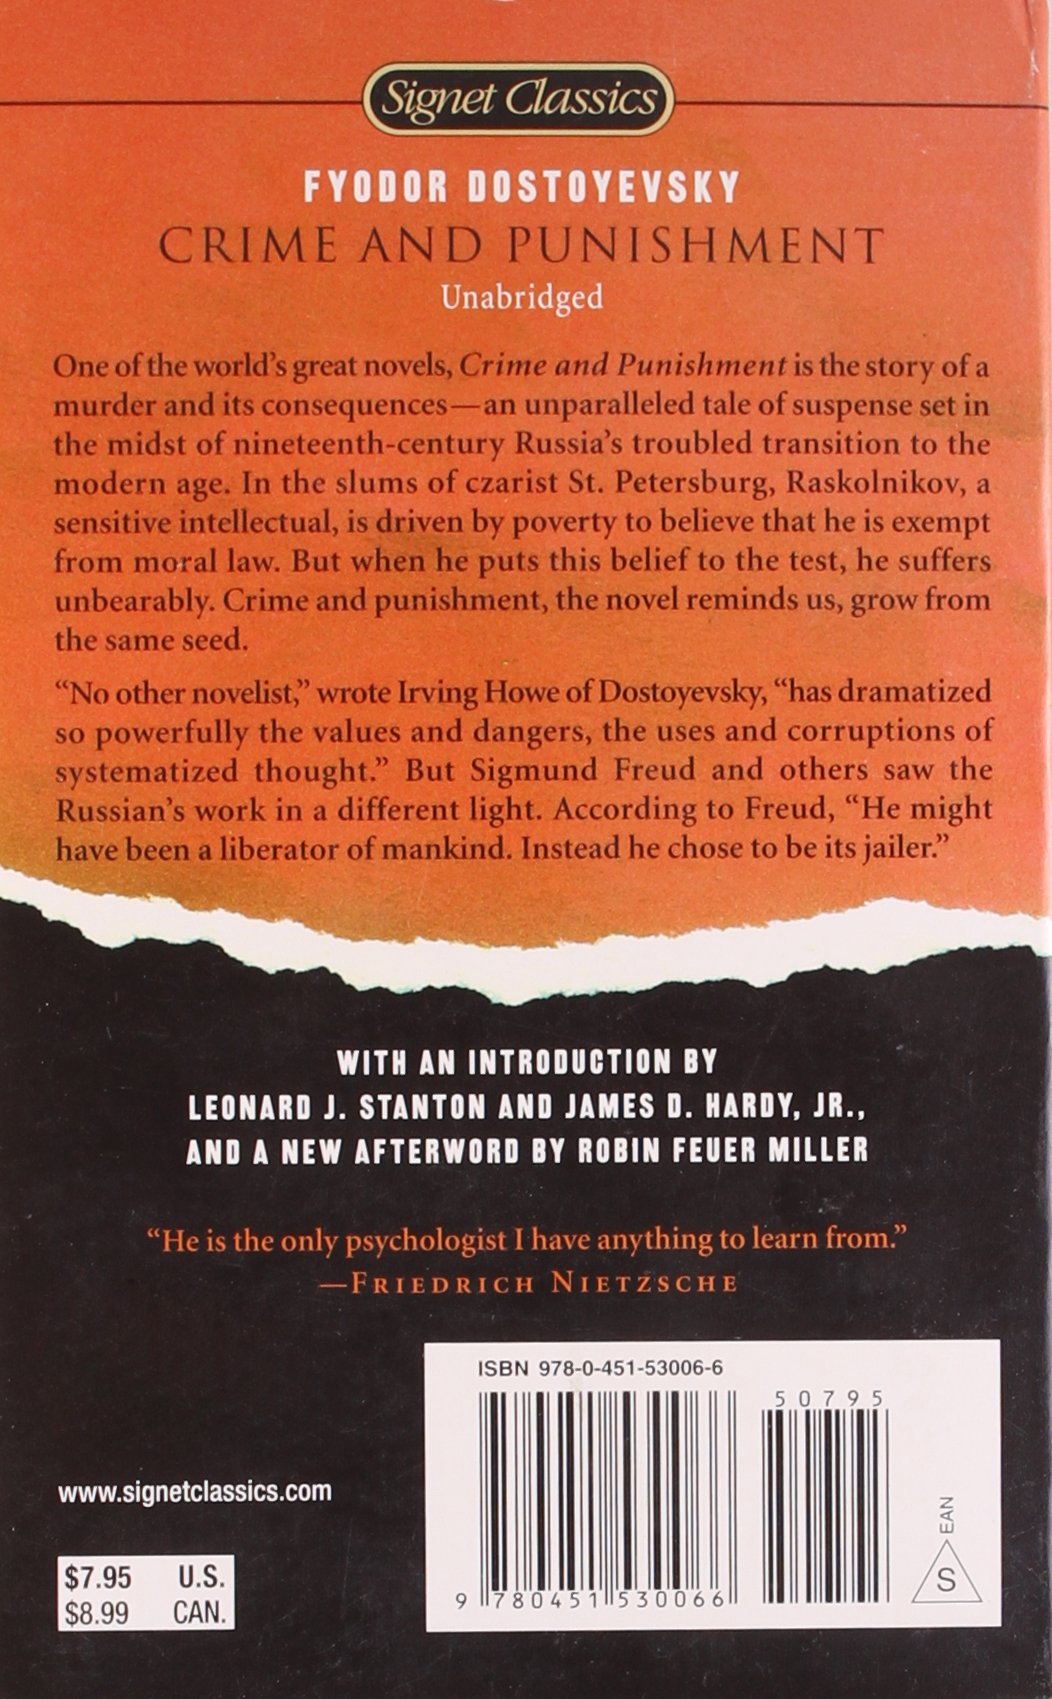 Signet Classics
FYODOR DOSTOYEVSKY
CRIME AND PUNISHMENT
Unabridged
One of the world's great novels, Crime and Punishment is the story of a
murder and its consequences—an unparalleled tale of suspense set in
the midst of nineteenth-century Russia's troubled transition to the
modern age. In the slums of czarist St. Petersburg, Raskolnikov, a
sensitive intellectual, is driven by poverty to believe that he is exempt
from moral law. But when he puts this belief to the test, he suffers
unbearably. Crime and punishment, the novel reminds us, grow from
the same seed.
“No other novelist,” wrote Irving Howe of Dostoyevsky, “has dramatized
so powerfully the values and dangers, the uses and corruptions of
systematized thought.” But Sigmund Freud and others saw the
Russian's work in a different light. According to Freud, “He might
have been a liberator of mankind. Instead he chose to be its jailer.”
WITH AN INTRODUCTION BY
LEONARD J. STANTON AND JAMES D. HARDY, JR.,
AND A NEW AFTERWORD BY ROBIN FEUER MILLER
“He is the only psychologist I have anything to learn from.”
—FRIEDRICH NIETZSCHE
ISBN 978-0-451-53006-6
50795
9 780451 530066
EAN
S
www.signetclassics.com
$7.95 U.S.
$8.99 CAN.